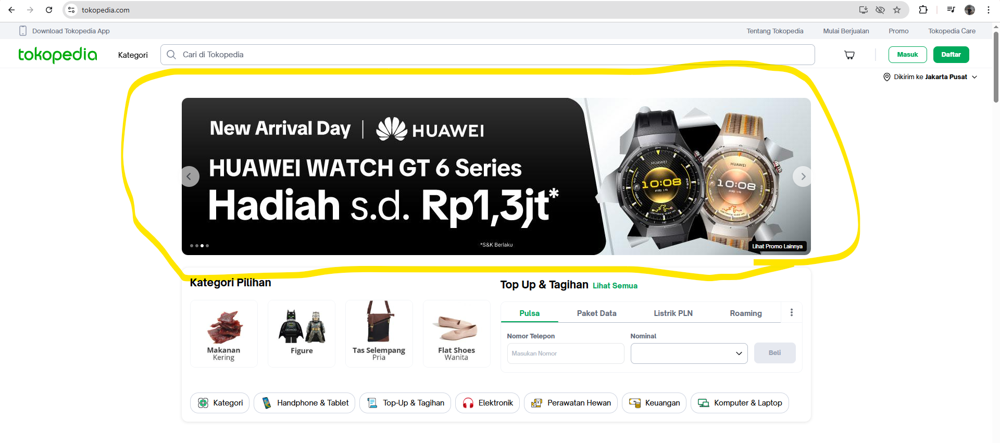 tokopedia.com
Download Tokopedia App
Tentang Tokopedia
Mulai Berjualan
Promo
Tokopedia Care
tokopedia
Kategori
Cari di Tokopedia
Masuk
Daftar
Dikirim ke Jakarta Pusat
New Arrival Day | HUAWEI
HUAWEI WATCH GT 6 Series
Hadiah s.d. Rp1,3jt*
*S&K Berlaku
HUAWEI
10:08
FRI 19
HUAWEI
10:08
FRI 19
Lihat Promo Lainnya
Kategori Pilihan
Makanan
Kering
Figure
Tas Selempang
Pria
Flat Shoes
Wanita
Top Up & Tagihan Lihat Semua
Pulsa
Paket Data
Listrik PLN
Roaming
Nomor Telepon
Masukan Nomor
Nominal
Beli
Kategori
Handphone & Tablet
Top-Up & Tagihan
Elektronik
Perawatan Hewan
Keuangan
Komputer & Laptop